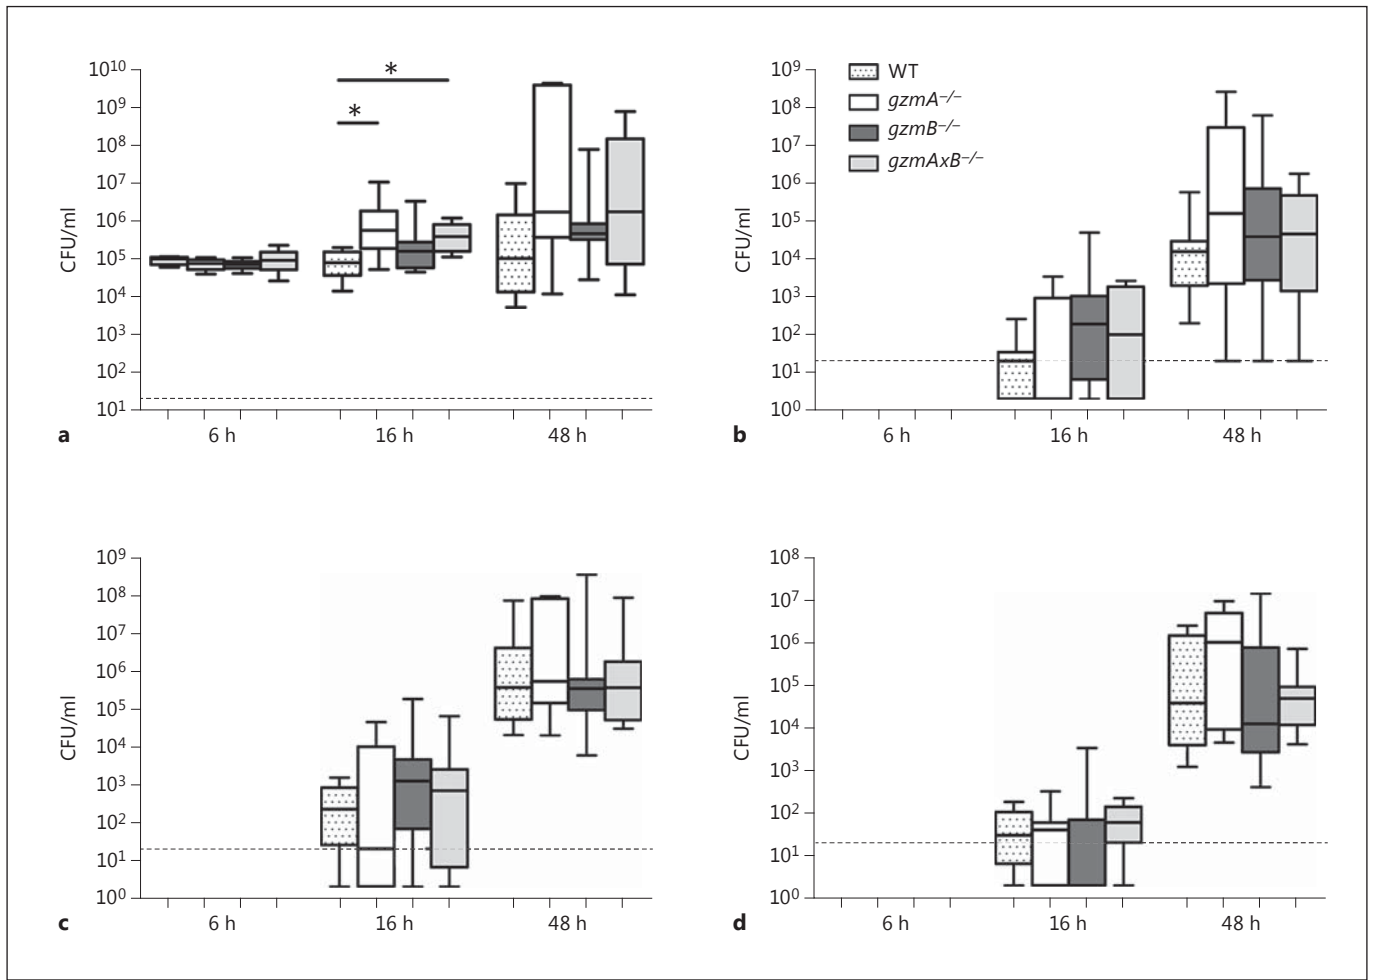 10¹⁰
10⁹
10⁸
10⁷
10⁶
10⁵
10⁴
10³
10²
10¹
CFU/ml
*
*
6 h 16 h 48 h
a
10⁹
10⁸
10⁷
10⁶
10⁵
10⁴
10³
10²
10¹
10⁰
CFU/ml
WT
gzmA⁻/⁻
gzmB⁻/⁻
gzmAxB⁻/⁻
6 h 16 h 48 h
b
10⁹
10⁸
10⁷
10⁶
10⁵
10⁴
10³
10²
10¹
10⁰
CFU/ml
6 h 16 h 48 h
c
10⁸
10⁷
10⁶
10⁵
10⁴
10³
10²
10¹
10⁰
CFU/ml
6 h 16 h 48 h
d